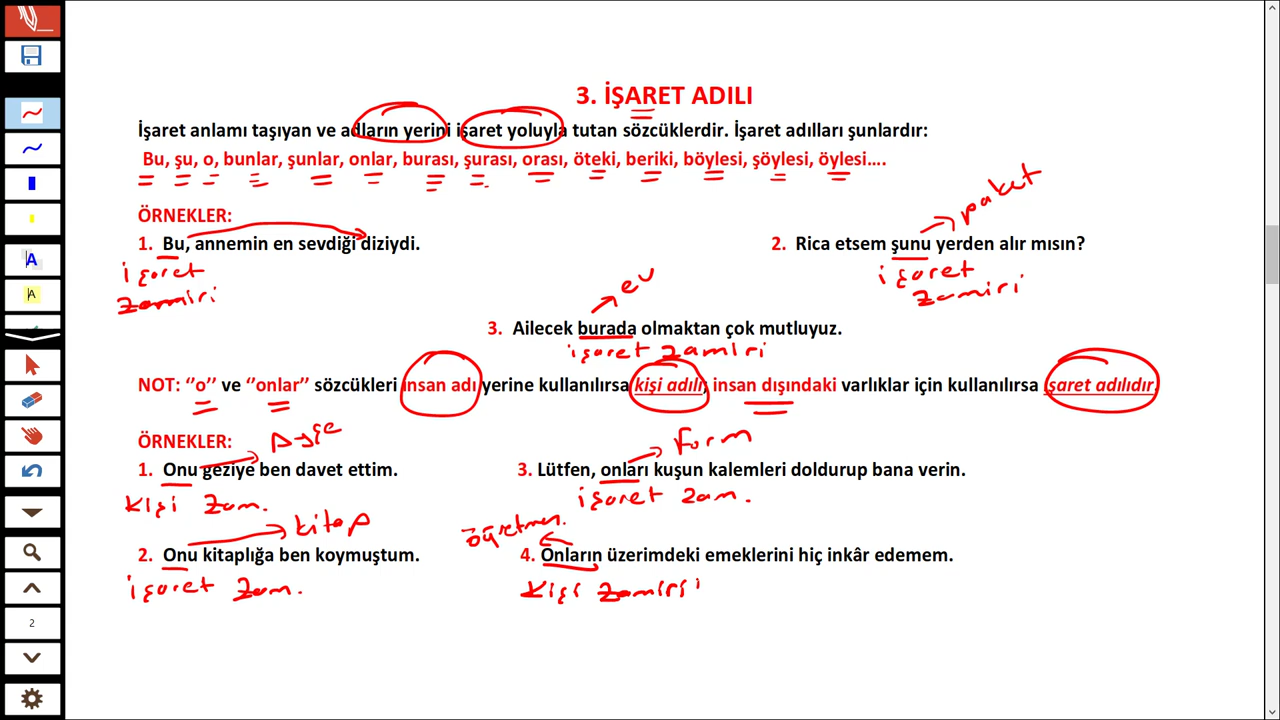 3. İŞARET ADILI
İşaret anlamı taşıyan ve adların yerini işaret yoluyla tutan sözcüklerdir. İşaret adılları şunlardır:
Bu, şu, o, bunlar, şunlar, onlar, burası, şurası, orası, öteki, beriki, böylesi, şöylesi, öylesi....
paket
ÖRNEKLER:
1. Bu, annemin en sevdiği diziydi.
2. Rica etsem şunu yerden alır mısın?
işaret
zamiri
işaret
zamiri
ev
3. Ailecek burada olmaktan çok mutluyuz.
işaret zamiri
NOT: ‘’o’’ ve ‘’onlar’’ sözcükleri insan adı yerine kullanılırsa kişi adılı; insan dışındaki varlıklar için kullanılırsa işaret adılıdır.
ÖRNEKLER:
Ayşe
form
1. Onu geziye ben davet ettim.
3. Lütfen, onları kuşun kalemleri doldurup bana verin.
Kişi Zam.
işaret zam.
kitap
öğretmen.
2. Onu kitaplığa ben koymuştum.
4. Onların üzerimdeki emeklerini hiç inkâr edemem.
işaret Zam.
Kişi Zamiri
A
A
2